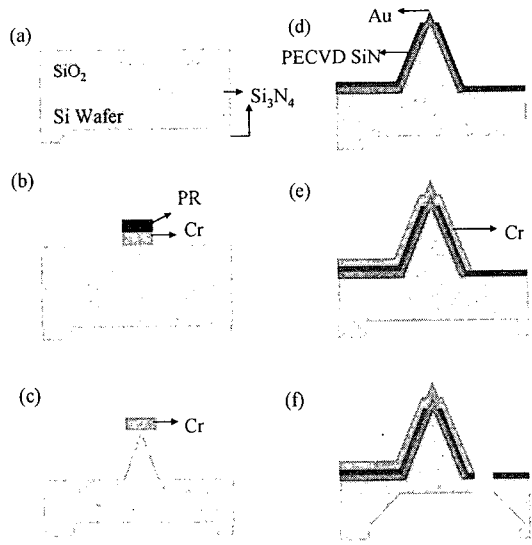 (a)
SiO₂
Si Wafer
Si₃N₄
(b)
PR
Cr
(c)
Cr
(d)
Au
PECVD SiN
(e)
Cr
(f)